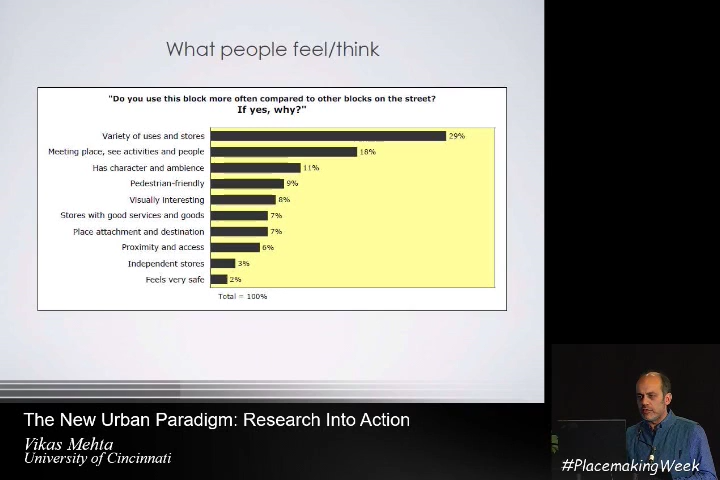 What people feel/think
"Do you use this block more often compared to other blocks on the street?
If yes, why?"
Variety of uses and stores 29%
Meeting place, see activities and people 18%
Has character and ambience 11%
Pedestrian-friendly 9%
Visually interesting 8%
Stores with good services and goods 7%
Place attachment and destination 7%
Proximity and access 6%
Independent stores 3%
Feels very safe 2%
Total = 100%
The New Urban Paradigm: Research Into Action
Vikas Mehta
University of Cincinnati
#PlacemakingWeek